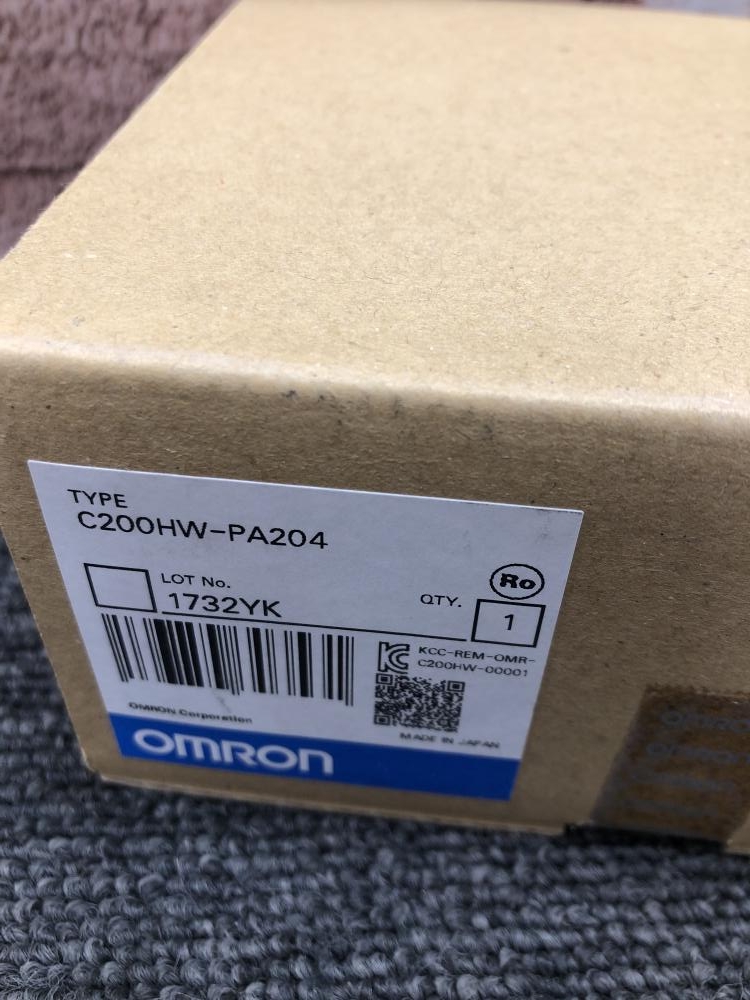 TYPE
C200HW-PA204
Ro
LOT No.
1732YK
QTY.
1
KCC-REM-OMR-
C200HW-00001
OMRON Corporation
MADE IN JAPAN
OMRON